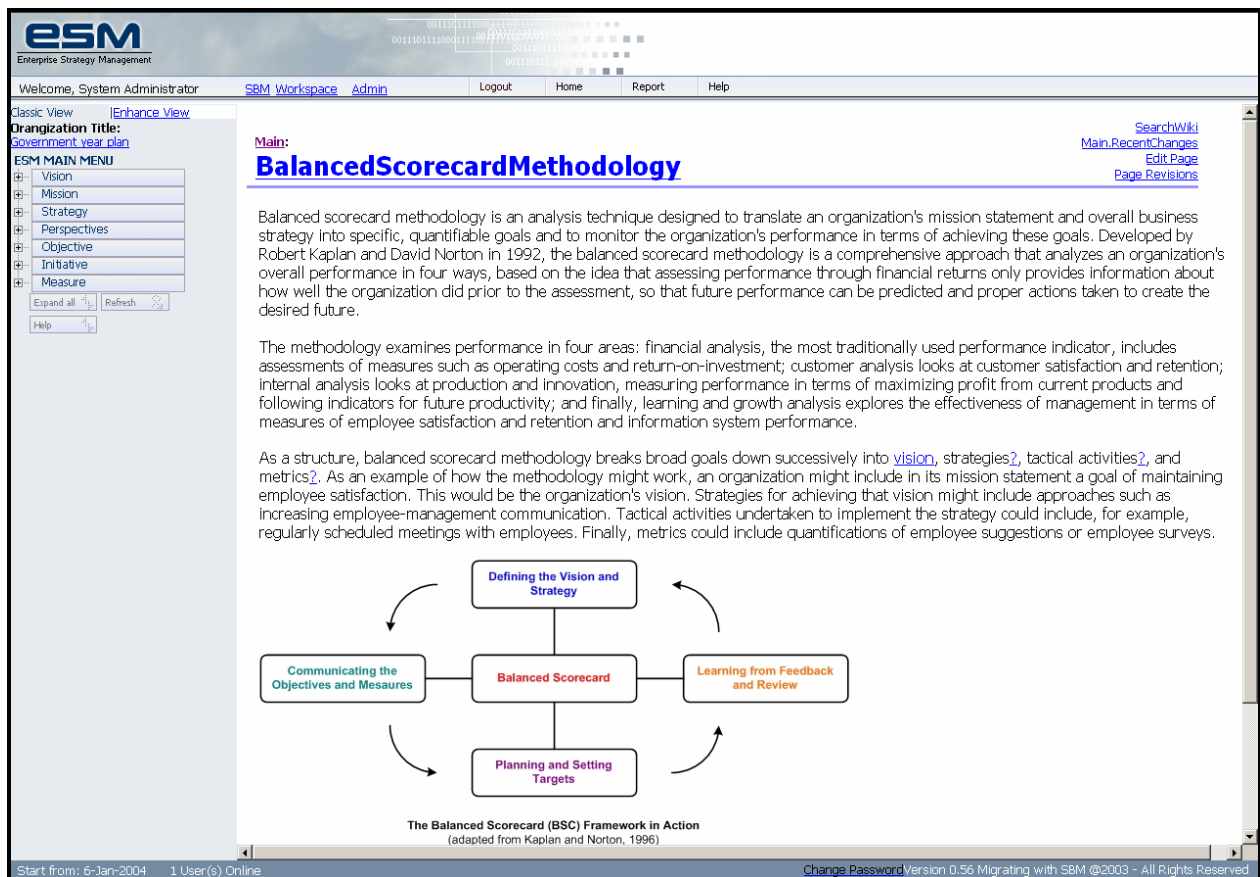 esm
Enterprise Strategy Management
Welcome, System Administrator SBM Workspace Admin Logout Home Report Help
Classic View |Enhance View
Orangization Title:
Government year plan
ESM MAIN MENU
Vision
Mission
Strategy
Perspectives
Objective
Initiative
Measure
Expand all Refresh
Help
SearchWiki
Main.RecentChanges
Edit Page
Page Revisions
Main:
BalancedScorecardMethodology
Balanced scorecard methodology is an analysis technique designed to translate an organization's mission statement and overall business
strategy into specific, quantifiable goals and to monitor the organization's performance in terms of achieving these goals. Developed by
Robert Kaplan and David Norton in 1992, the balanced scorecard methodology is a comprehensive approach that analyzes an organization's
overall performance in four ways, based on the idea that assessing performance through financial returns only provides information about
how well the organization did prior to the assessment, so that future performance can be predicted and proper actions taken to create the
desired future.
The methodology examines performance in four areas: financial analysis, the most traditionally used performance indicator, includes
assessments of measures such as operating costs and return-on-investment; customer analysis looks at customer satisfaction and retention;
internal analysis looks at production and innovation, measuring performance in terms of maximizing profit from current products and
following indicators for future productivity; and finally, learning and growth analysis explores the effectiveness of management in terms of
measures of employee satisfaction and retention and information system performance.
As a structure, balanced scorecard methodology breaks broad goals down successively into vision, strategies?, tactical activities?, and
metrics?. As an example of how the methodology might work, an organization might include in its mission statement a goal of maintaining
employee satisfaction. This would be the organization's vision. Strategies for achieving that vision might include approaches such as
increasing employee-management communication. Tactical activities undertaken to implement the strategy could include, for example,
regularly scheduled meetings with employees. Finally, metrics could include quantifications of employee suggestions or employee surveys.
Defining the Vision and
Strategy
Communicating the
Objectives and Mesaures
Balanced Scorecard
Learning from Feedback
and Review
Planning and Setting
Targets
The Balanced Scorecard (BSC) Framework in Action
(adapted from Kaplan and Norton, 1996)
Start from: 6-Jan-2004 1 User(s) Online Change Password Version 0.56 Migrating with SBM @2003 - All Rights Reserved